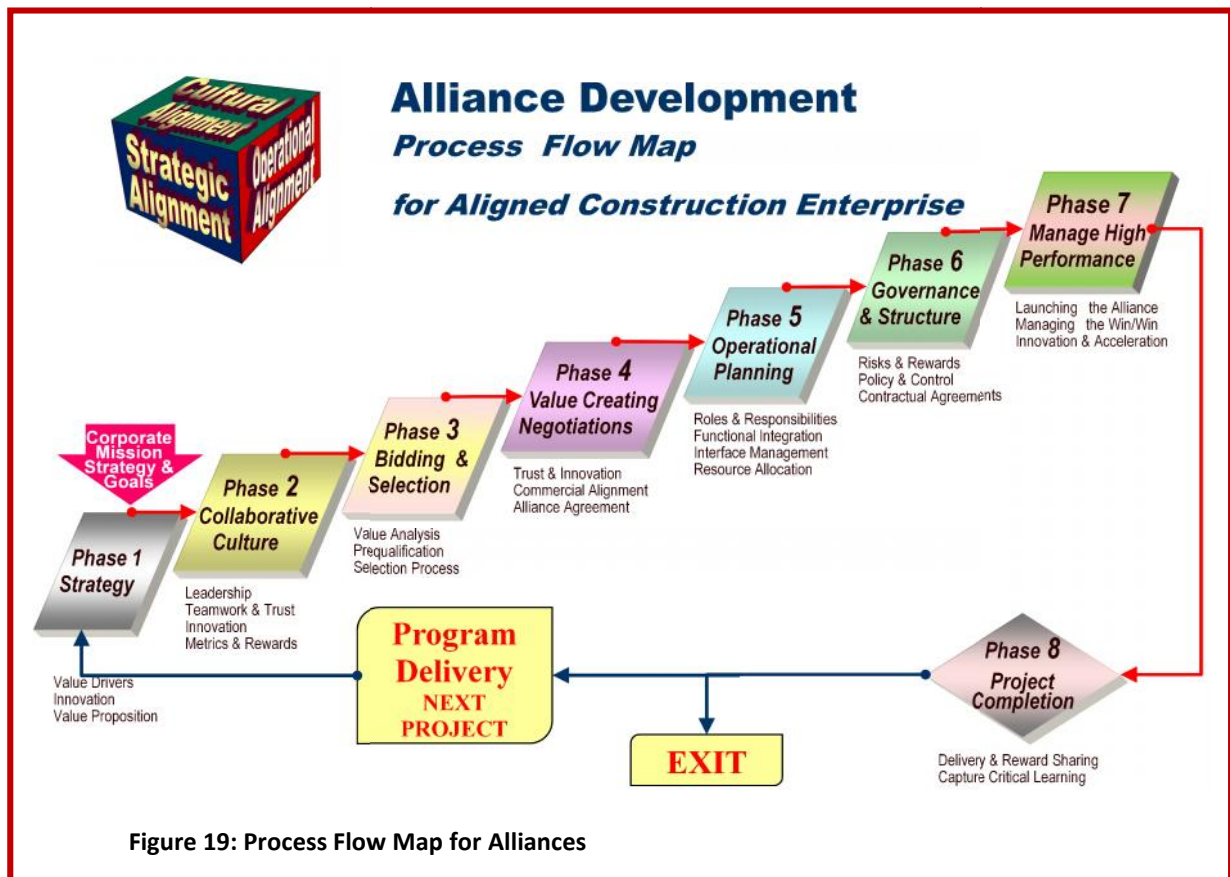 Cultural
Alignment
Strategic
Alignment
Operational
Alignment
Alliance Development
Process Flow Map
for Aligned Construction Enterprise
Corporate
Mission
Strategy &
Goals
Phase 1
Strategy
Value Drivers
Innovation
Value Proposition
Phase 2
Collaborative
Culture
Leadership
Teamwork & Trust
Innovation
Metrics & Rewards
Phase 3
Bidding &
Selection
Value Analysis
Prequalification
Selection Process
Phase 4
Value Creating
Negotiations
Trust & Innovation
Commercial Alignment
Alliance Agreement
Phase 5
Operational
Planning
Roles & Responsibilities
Functional Integration
Interface Management
Resource Allocation
Phase 6
Governance
& Structure
Risks & Rewards
Policy & Control
Contractual Agreements
Phase 7
Manage High
Performance
Launching the Alliance
Managing the Win/Win
Innovation & Acceleration
Phase 8
Project
Completion
Delivery & Reward Sharing
Capture Critical Learning
Program
Delivery
NEXT
PROJECT
EXIT
Figure 19: Process Flow Map for Alliances